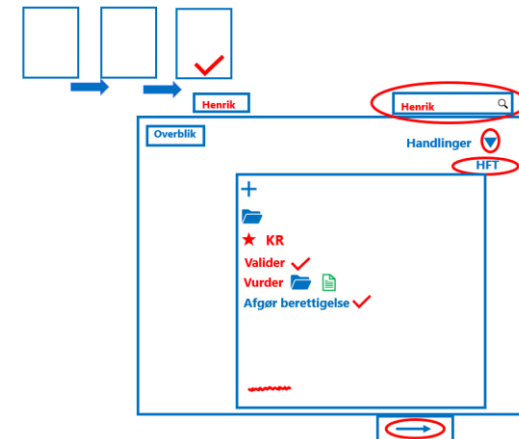 Henrik
Henrik
Overblik
Handlinger
HFT
KR
Valider
Vurder
Afgør berettigelse